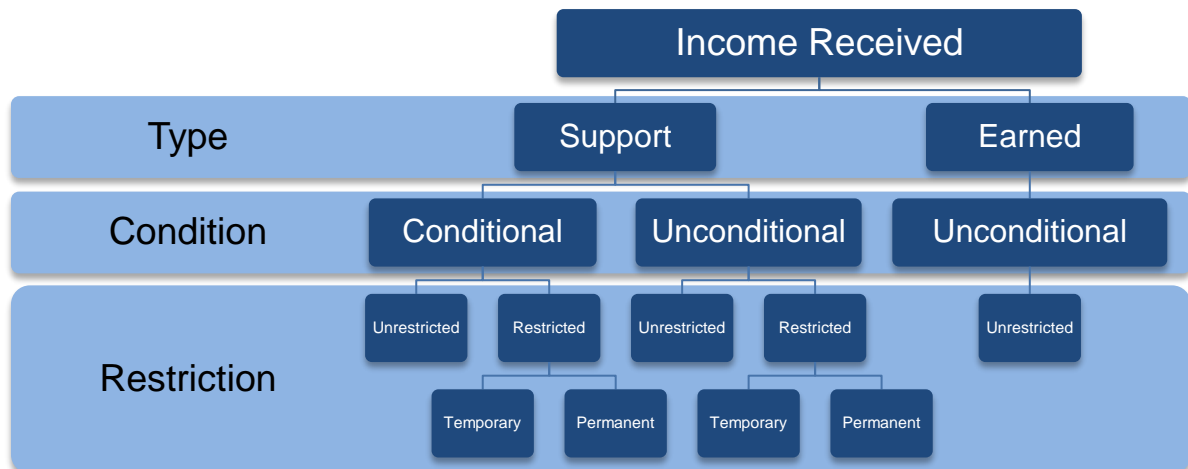 Income Received
Type
Support
Earned
Condition
Conditional
Unconditional
Unconditional
Restriction
Unrestricted
Restricted
Unrestricted
Restricted
Unrestricted
Temporary
Permanent
Temporary
Permanent